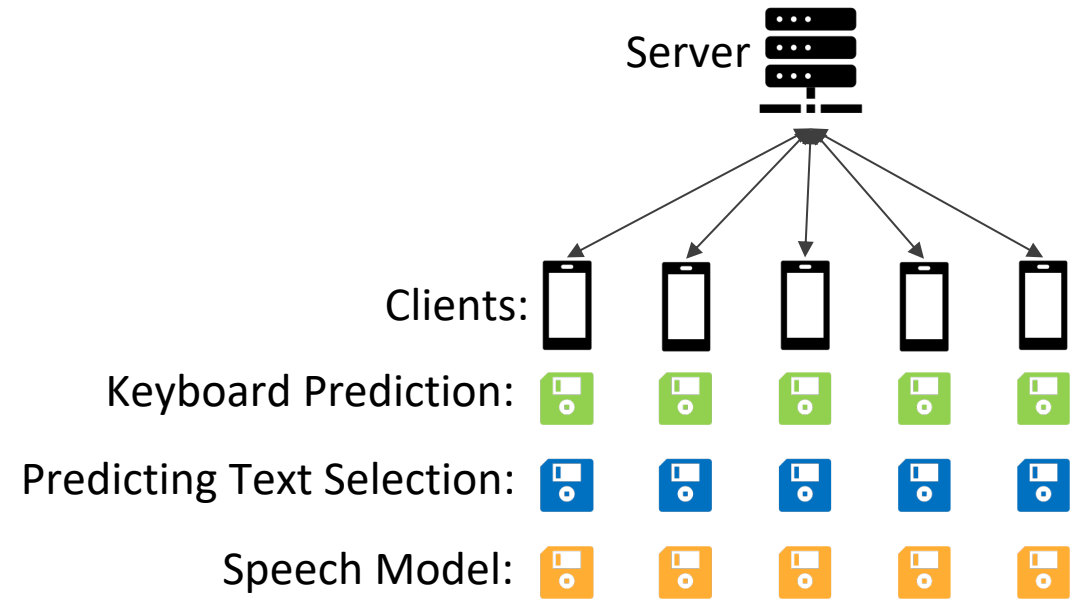 Server
Clients:
Keyboard Prediction:
Predicting Text Selection:
Speech Model: